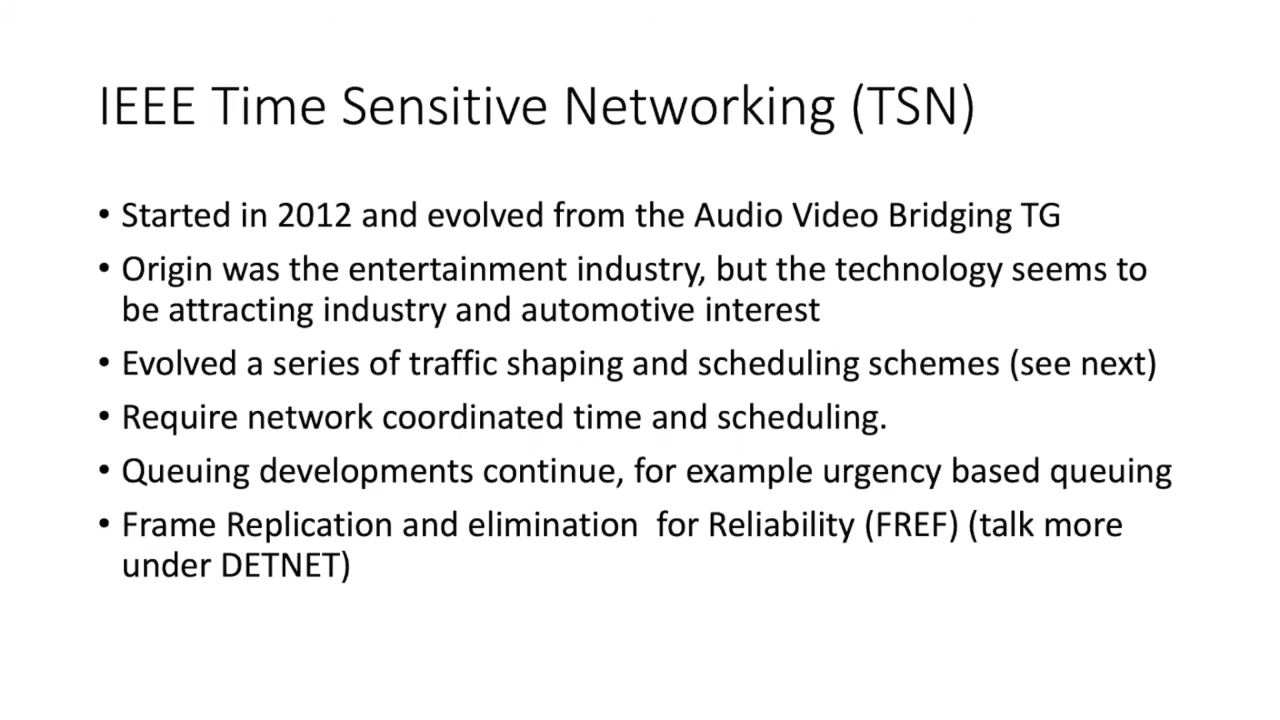 IEEE Time Sensitive Networking (TSN)
• Started in 2012 and evolved from the Audio Video Bridging TG
• Origin was the entertainment industry, but the technology seems to
be attracting industry and automotive interest
• Evolved a series of traffic shaping and scheduling schemes (see next)
• Require network coordinated time and scheduling.
• Queuing developments continue, for example urgency based queuing
• Frame Replication and elimination  for Reliability (FREF) (talk more
under DETNET)